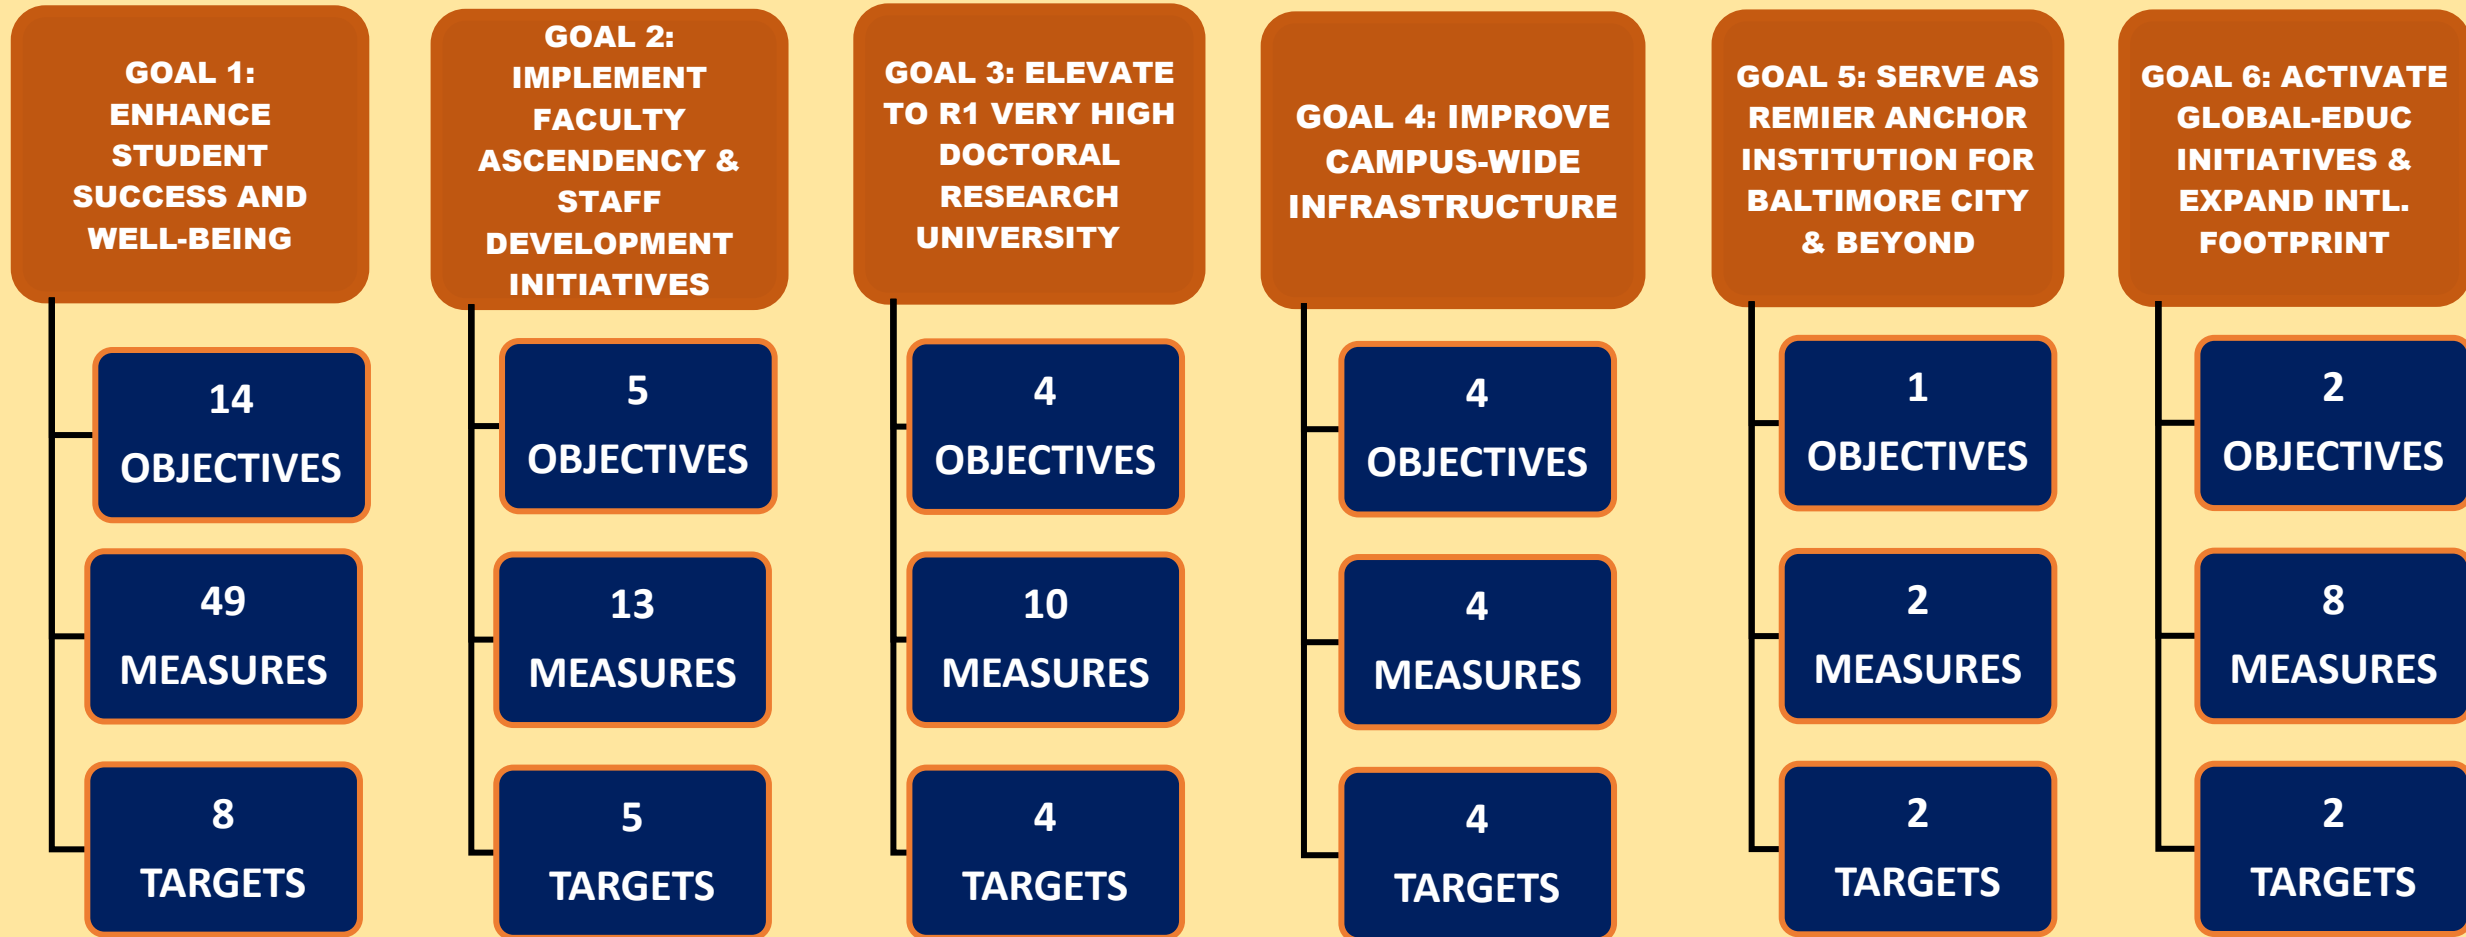 GOAL 1:
ENHANCE
STUDENT
SUCCESS AND
WELL-BEING
14
OBJECTIVES
49
MEASURES
8
TARGETS
GOAL 2:
IMPLEMENT
FACULTY
ASCENDENCY &
STAFF
DEVELOPMENT
INITIATIVES
5
OBJECTIVES
13
MEASURES
5
TARGETS
GOAL 3: ELEVATE
TO R1 VERY HIGH
DOCTORAL
RESEARCH
UNIVERSITY
4
OBJECTIVES
10
MEASURES
4
TARGETS
GOAL 4: IMPROVE
CAMPUS-WIDE
INFRASTRUCTURE
4
OBJECTIVES
4
MEASURES
4
TARGETS
GOAL 5: SERVE AS
REMIER ANCHOR
INSTITUTION FOR
BALTIMORE CITY
& BEYOND
1
OBJECTIVES
2
MEASURES
2
TARGETS
GOAL 6: ACTIVATE
GLOBAL-EDUC
INITIATIVES &
EXPAND INTL.
FOOTPRINT
2
OBJECTIVES
8
MEASURES
2
TARGETS